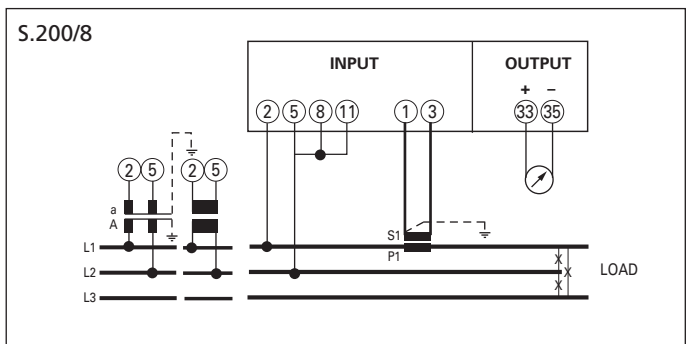 S.200/8
INPUT OUTPUT
+ –
2 5 8 11 1 3 33 35
2 5 2 5
a
A
S1
L1
P1
L2
X
X LOAD
X
L3